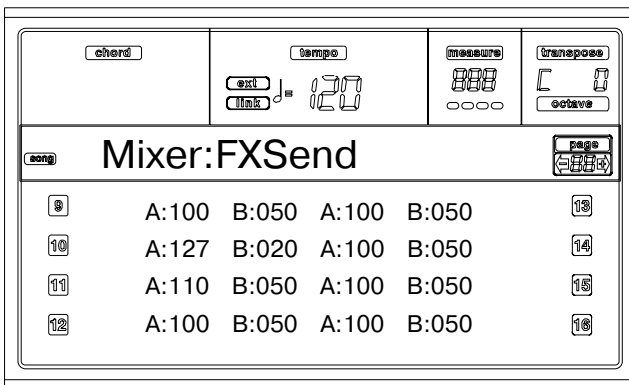 chord tempo measure transpose
ext ♩= 120 888 C 0
link octave
song Mixer:FXSend page
- 88 +
9 A:100 B:050 A:100 B:050 13
10 A:127 B:020 A:100 B:050 14
11 A:110 B:050 A:100 B:050 15
12 A:100 B:050 A:100 B:050 16